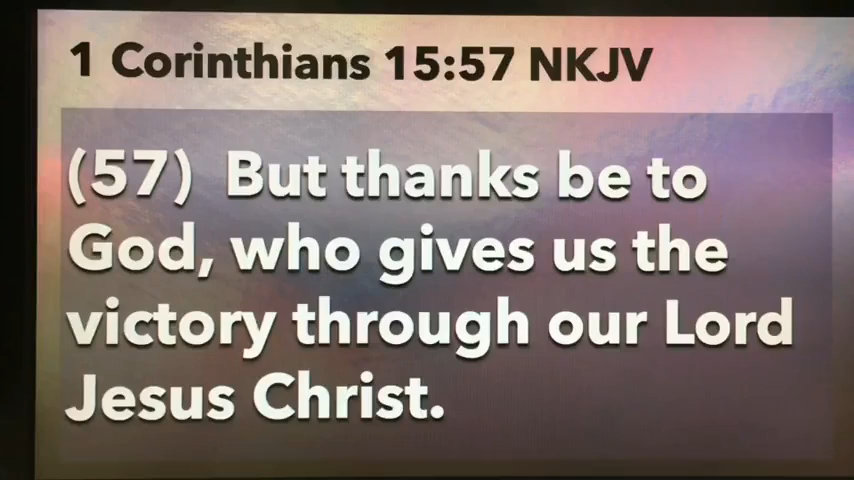 1 Corinthians 15:57 NKJV
(57) But thanks be to
God, who gives us the
victory through our Lord
Jesus Christ.